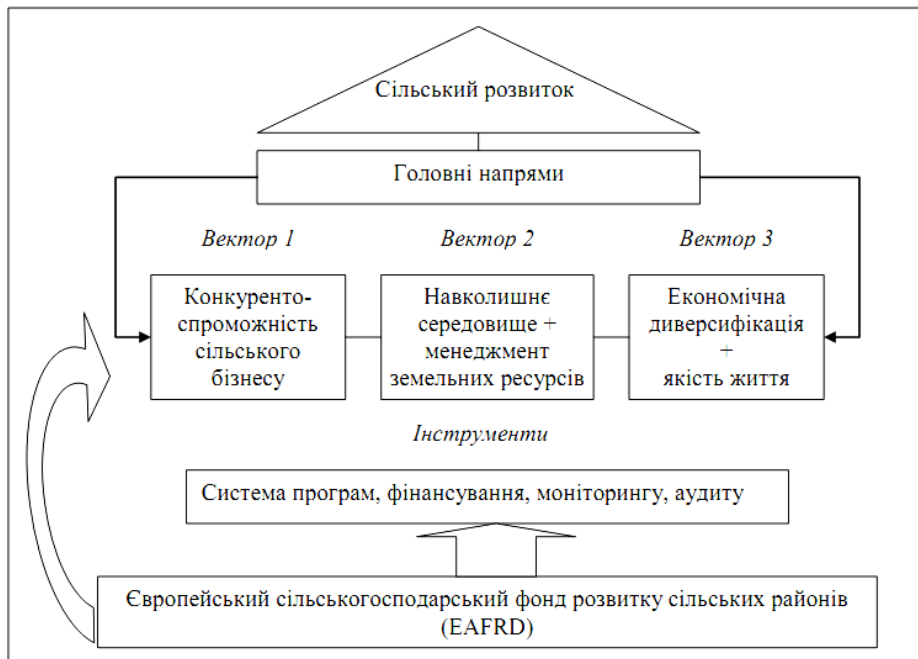 Сільський розвиток
Головні напрями
Вектор 1
Вектор 2
Вектор 3
Конкуренто-
спроможність
сільського
бізнесу
Навколишнє
середовище +
менеджмент
земельних ресурсів
Економічна
диверсифікація
+
якість життя
Інструменти
Система програм, фінансування, моніторингу, аудиту
Європейський сільськогосподарський фонд розвитку сільських районів
(EAFRD)